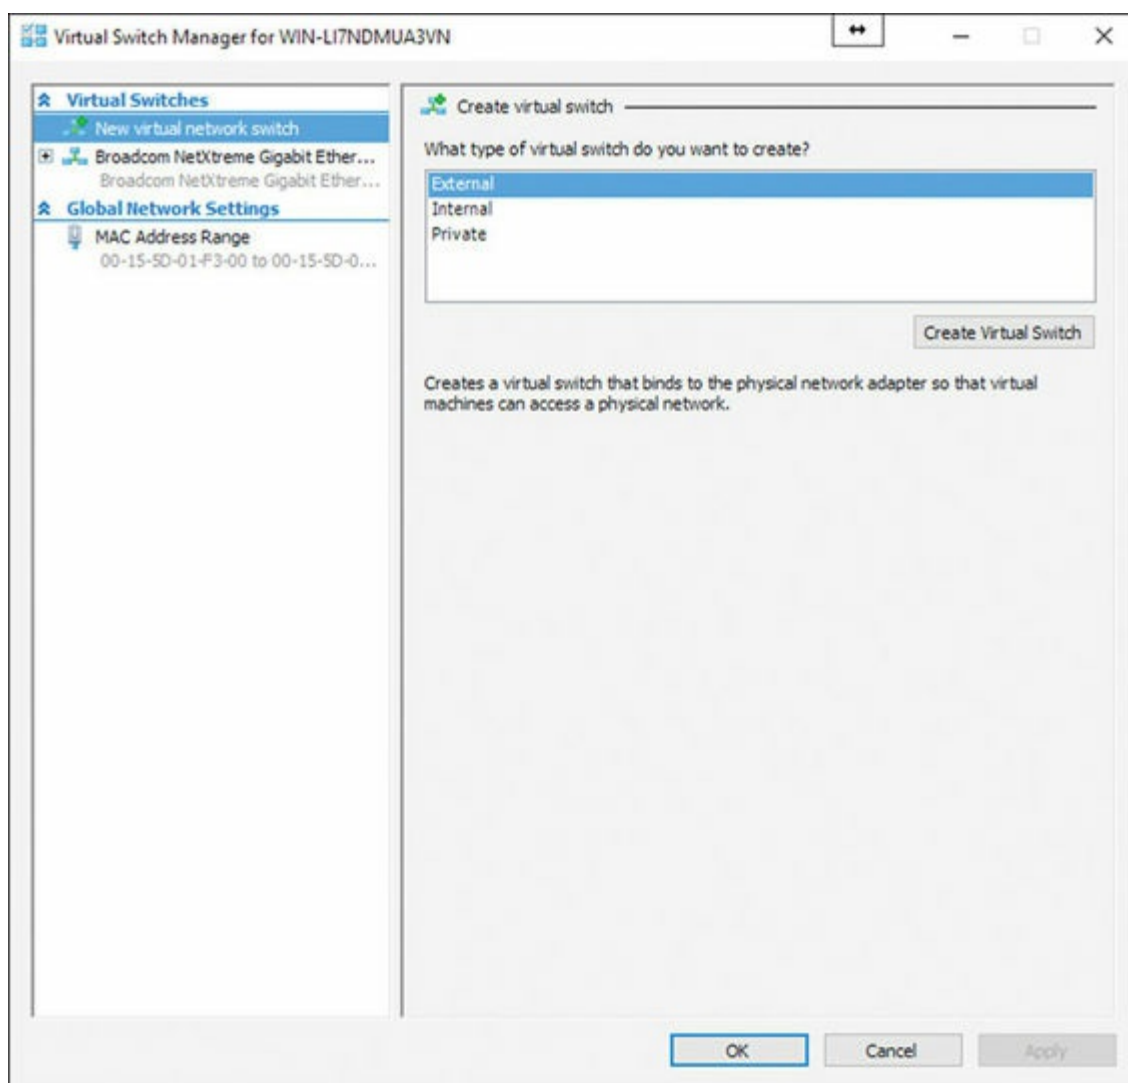 Virtual Switch Manager for WIN-LI7NDMUA3VN
Virtual Switches
New virtual network switch
Broadcom NetXtreme Gigabit Ether...
Broadcom NetXtreme Gigabit Ether...
Global Network Settings
MAC Address Range
00-15-5D-01-F3-00 to 00-15-5D-0...
Create virtual switch
What type of virtual switch do you want to create?
External
Internal
Private
Create Virtual Switch
Creates a virtual switch that binds to the physical network adapter so that virtual
machines can access a physical network.
OK
Cancel
Apply